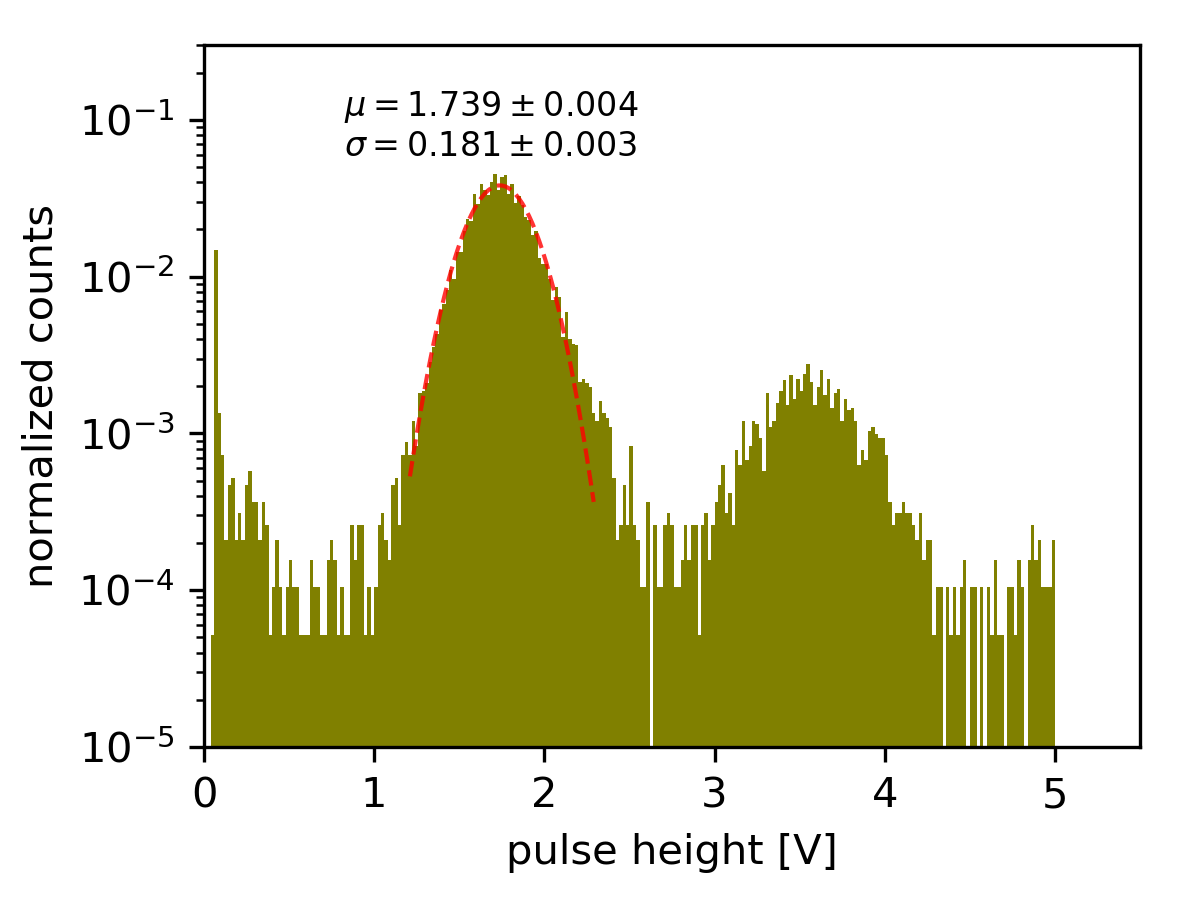 μ = 1.739 ± 0.004
σ = 0.181 ± 0.003
10⁻¹
10⁻²
10⁻³
10⁻⁴
10⁻⁵
normalized counts
0 1 2 3 4 5
pulse height [V]